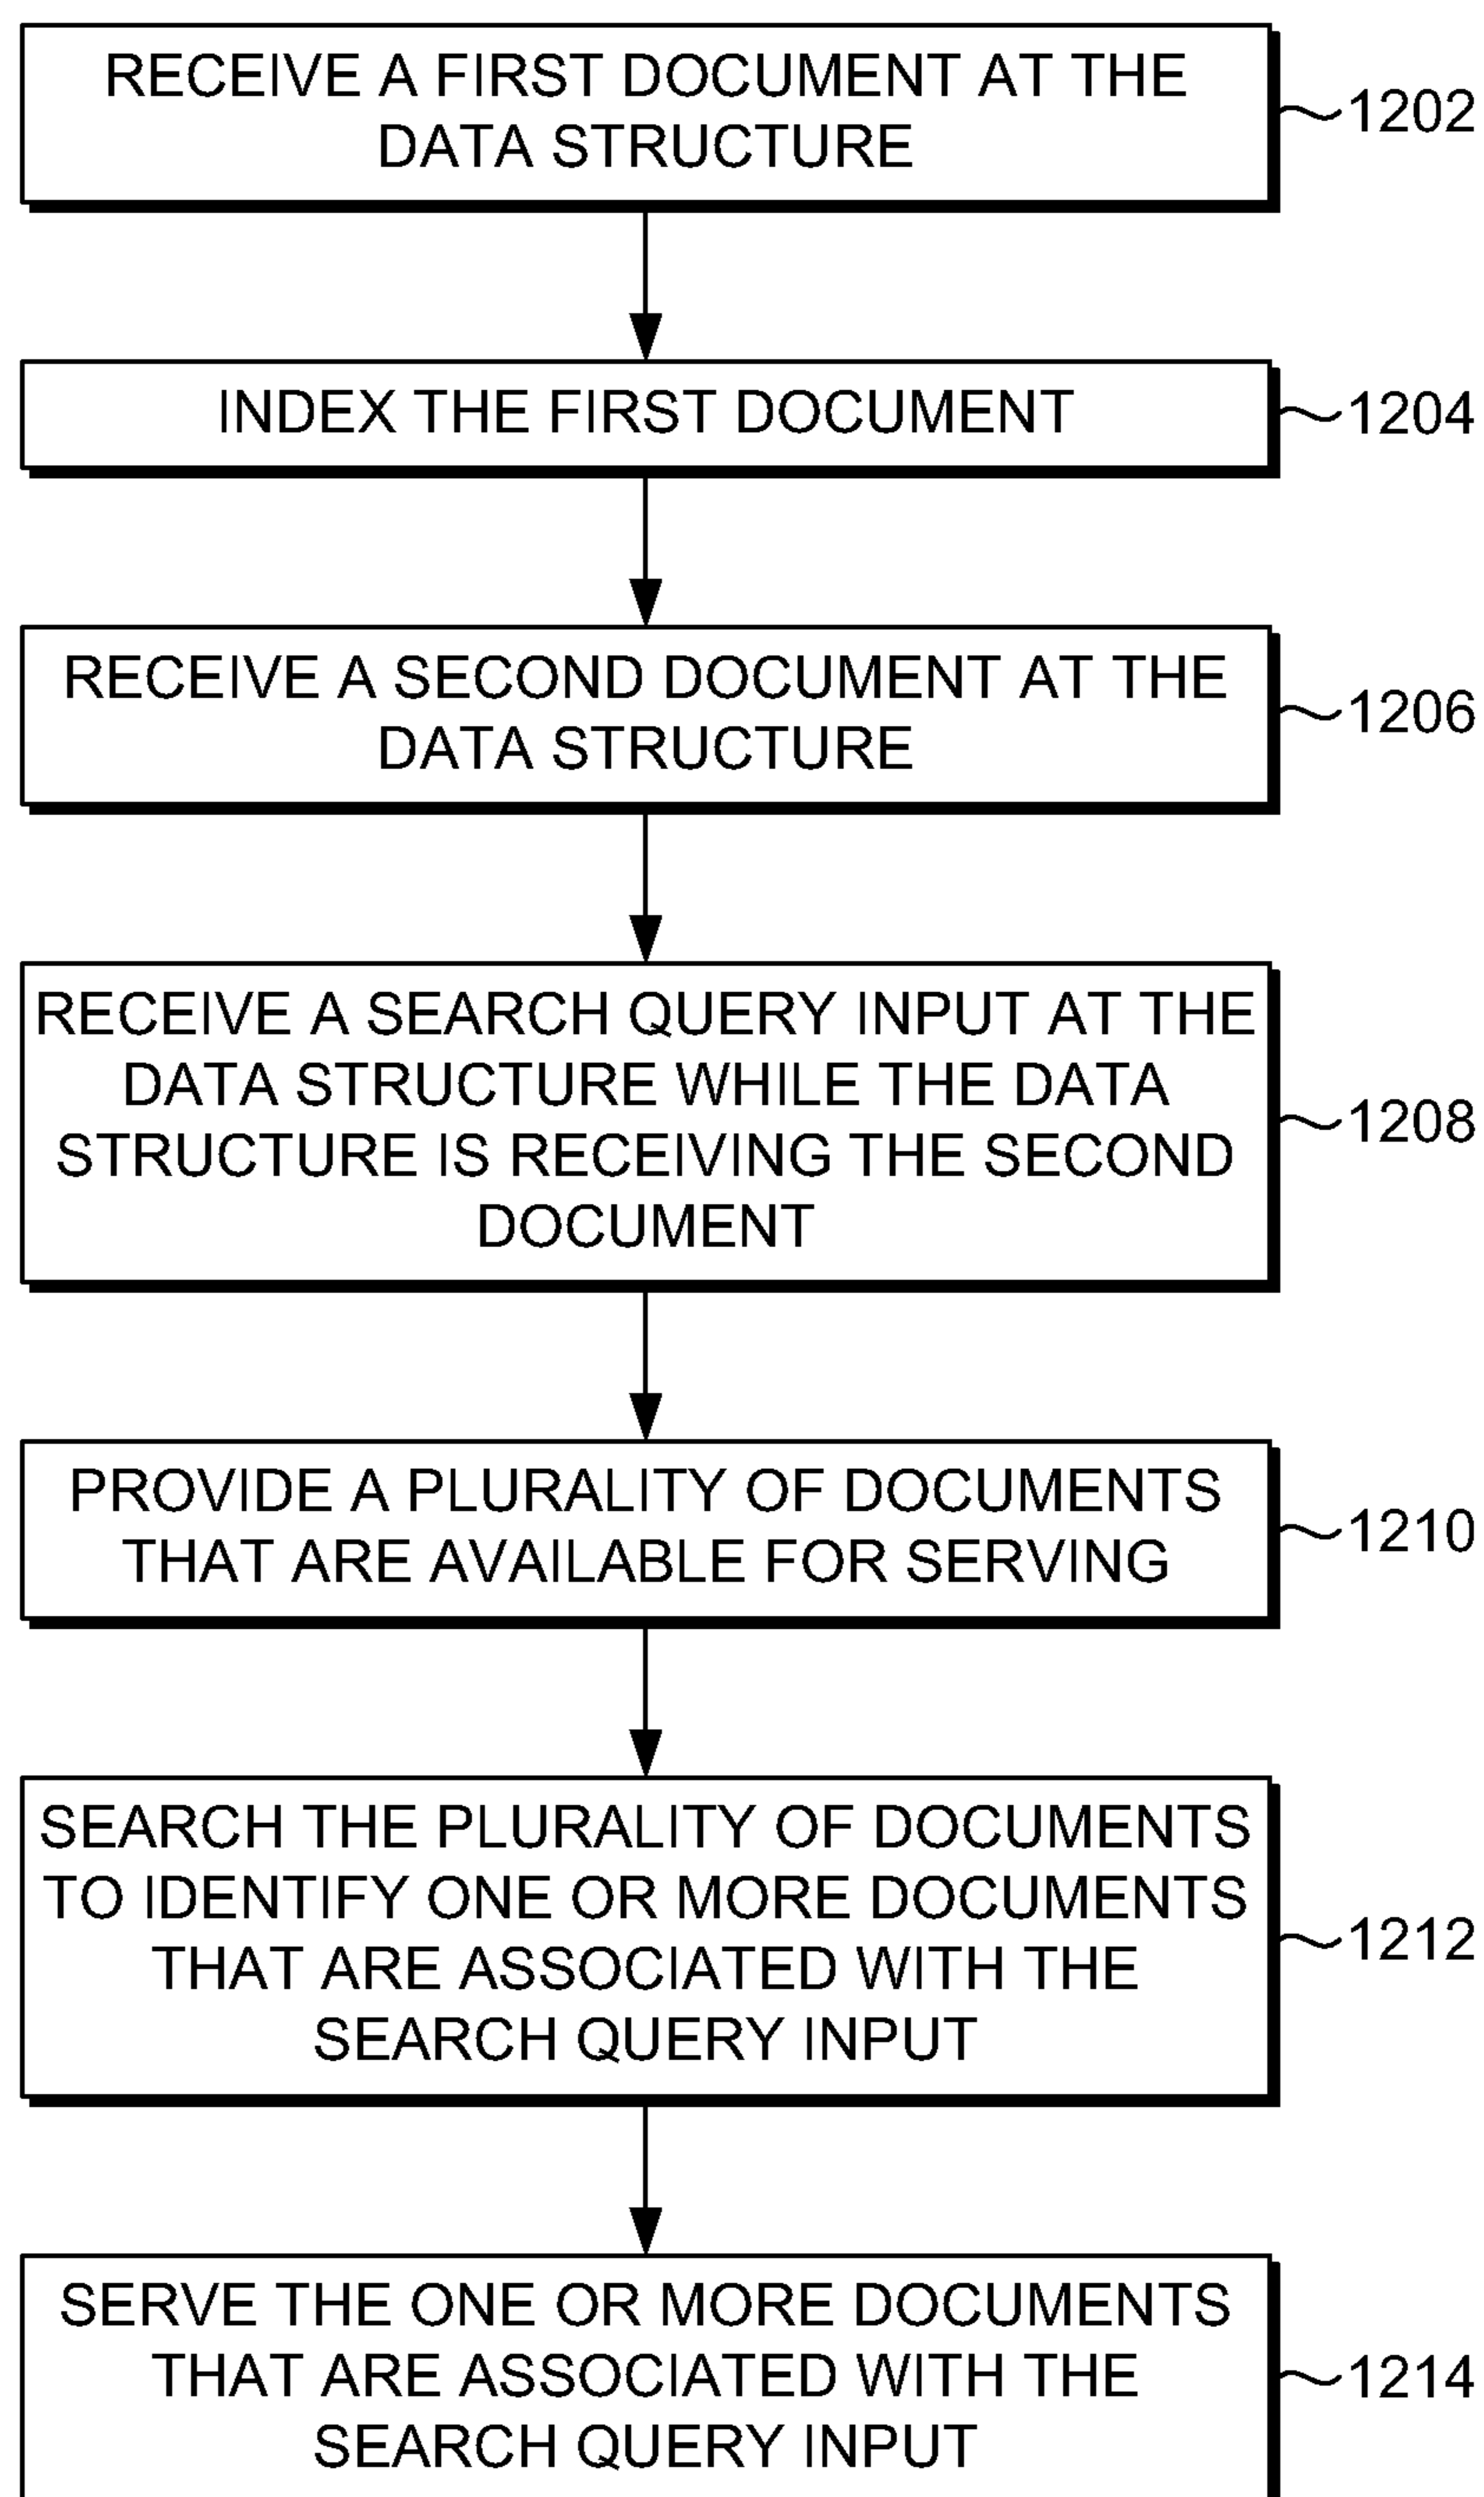 RECEIVE A FIRST DOCUMENT AT THE
DATA STRUCTURE
1202
INDEX THE FIRST DOCUMENT
1204
RECEIVE A SECOND DOCUMENT AT THE
DATA STRUCTURE
1206
RECEIVE A SEARCH QUERY INPUT AT THE
DATA STRUCTURE WHILE THE DATA
STRUCTURE IS RECEIVING THE SECOND
DOCUMENT
1208
PROVIDE A PLURALITY OF DOCUMENTS
THAT ARE AVAILABLE FOR SERVING
1210
SEARCH THE PLURALITY OF DOCUMENTS
TO IDENTIFY ONE OR MORE DOCUMENTS
THAT ARE ASSOCIATED WITH THE
SEARCH QUERY INPUT
1212
SERVE THE ONE OR MORE DOCUMENTS
THAT ARE ASSOCIATED WITH THE
SEARCH QUERY INPUT
1214